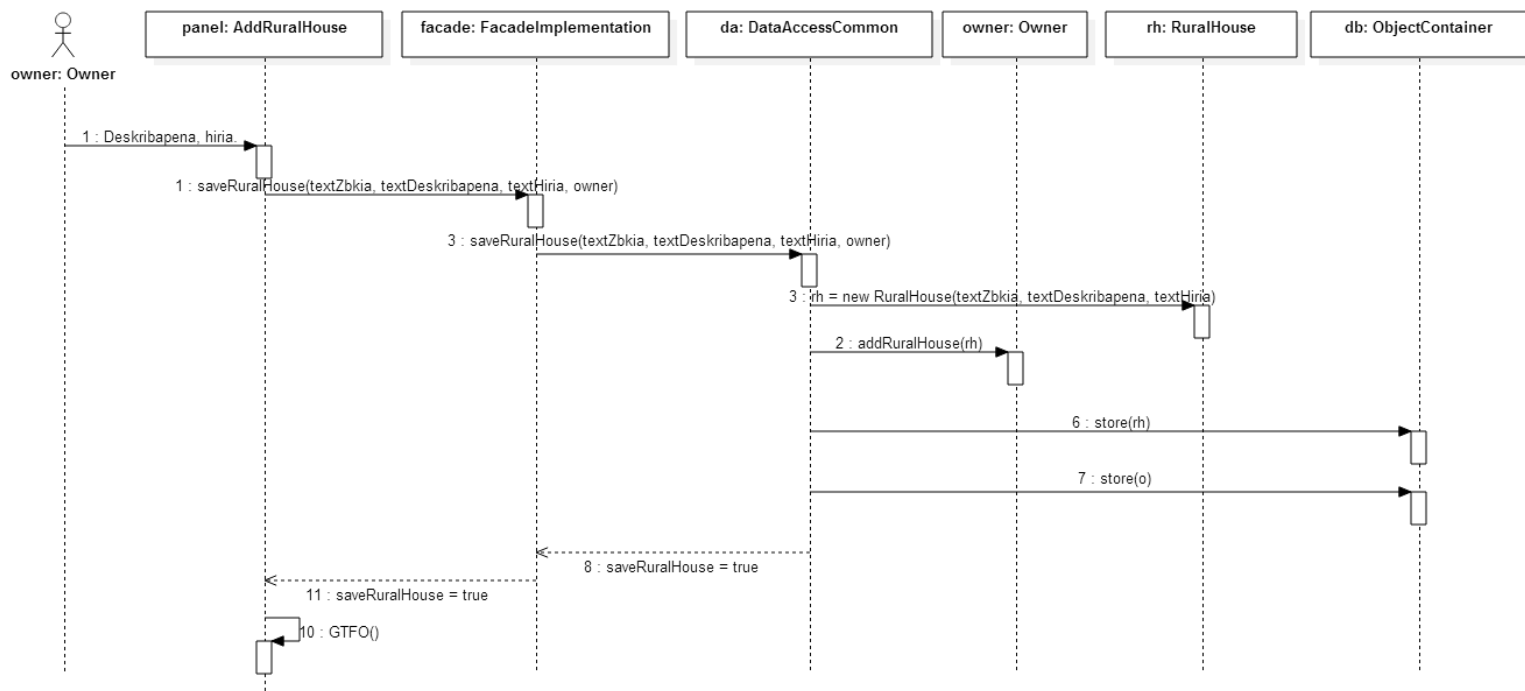 panel: AddRuralHouse
facade: FacadeImplementation
da: DataAccessCommon
owner: Owner
rh: RuralHouse
db: ObjectContainer
owner: Owner
1 : Deskribapena, hiria.
1 : saveRuralHouse(textZbkia, textDeskribapena, textHiria, owner)
3 : saveRuralHouse(textZbkia, textDeskribapena, textHiria, owner)
3 : rh = new RuralHouse(textZbkia, textDeskribapena, textHiria)
2 : addRuralHouse(rh)
6 : store(rh)
7 : store(o)
8 : saveRuralHouse = true
11 : saveRuralHouse = true
10 : GTFO()